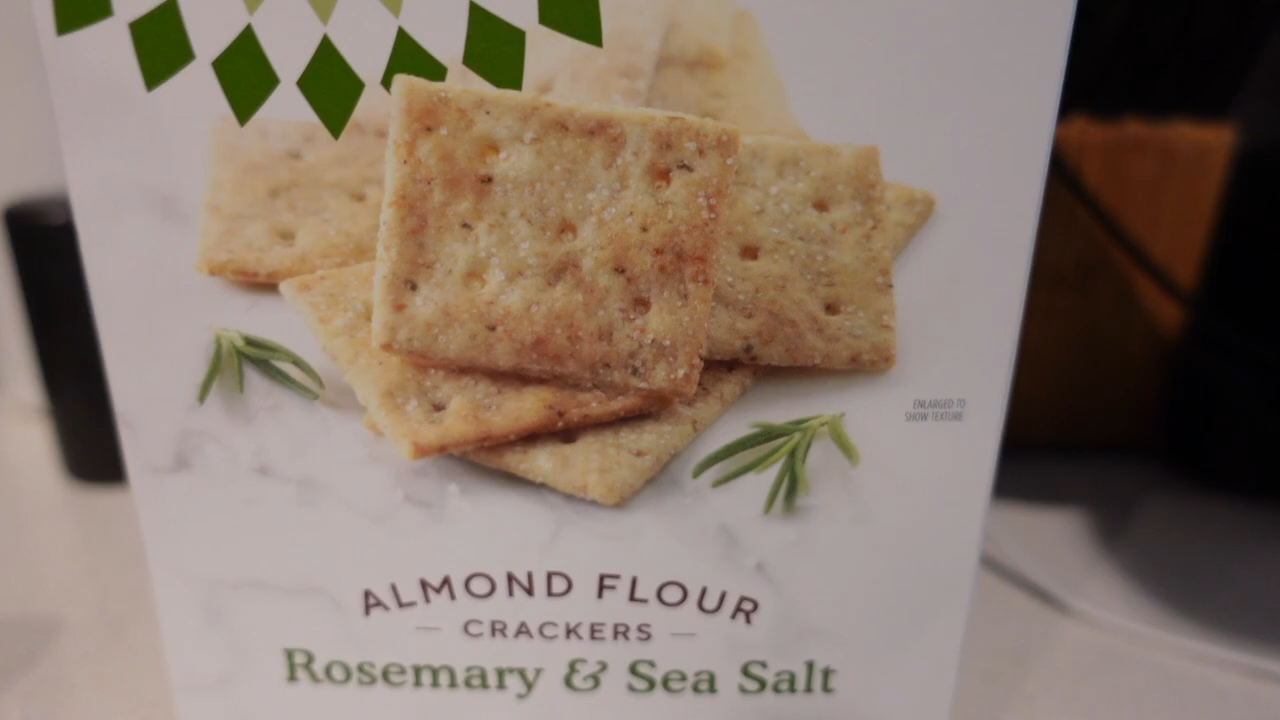 ENLARGED TO
SHOW TEXTURE
ALMOND FLOUR
— CRACKERS —
Rosemary & Sea Salt